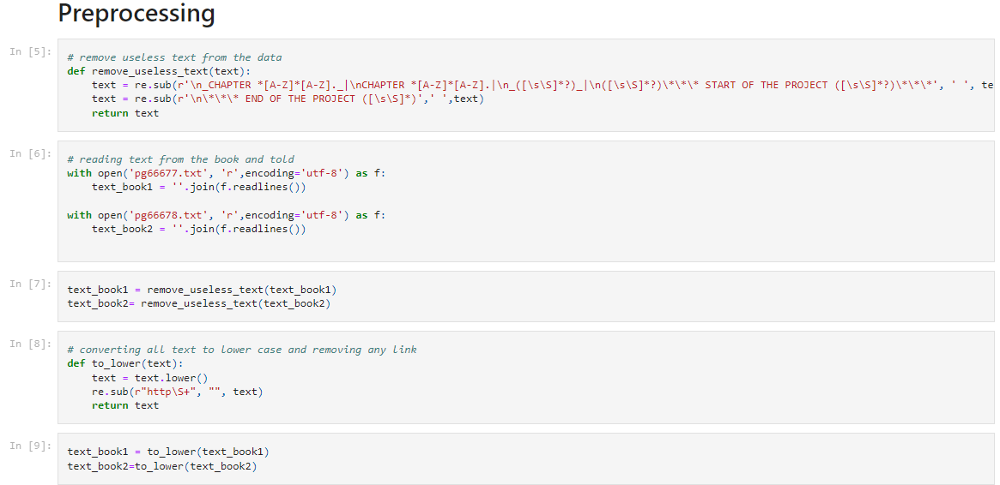 Preprocessing
In [5]:
# remove useless text from the data
def remove_useless_text(text):
    text = re.sub(r'\n_CHAPTER *[A-Z]*[A-Z]._|\nCHAPTER *[A-Z]*[A-Z].|\n_([\s\S]*?)_|\n([\s\S]*?)\*\*\* START OF THE PROJECT ([\s\S]*?)\*\*\*', ' ', te
    text = re.sub(r'\n\*\*\* END OF THE PROJECT ([\s\S]*)',' ',text)
    return text
In [6]:
# reading text from the book and told
with open('pg66677.txt', 'r',encoding='utf-8') as f:
    text_book1 = ''.join(f.readlines())
with open('pg66678.txt', 'r',encoding='utf-8') as f:
    text_book2 = ''.join(f.readlines())
In [7]:
text_book1 = remove_useless_text(text_book1)
text_book2= remove_useless_text(text_book2)
In [8]:
# converting all text to lower case and removing any link
def to_lower(text):
    text = text.lower()
    re.sub(r"http\S+", "", text)
    return text
In [9]:
text_book1 = to_lower(text_book1)
text_book2=to_lower(text_book2)